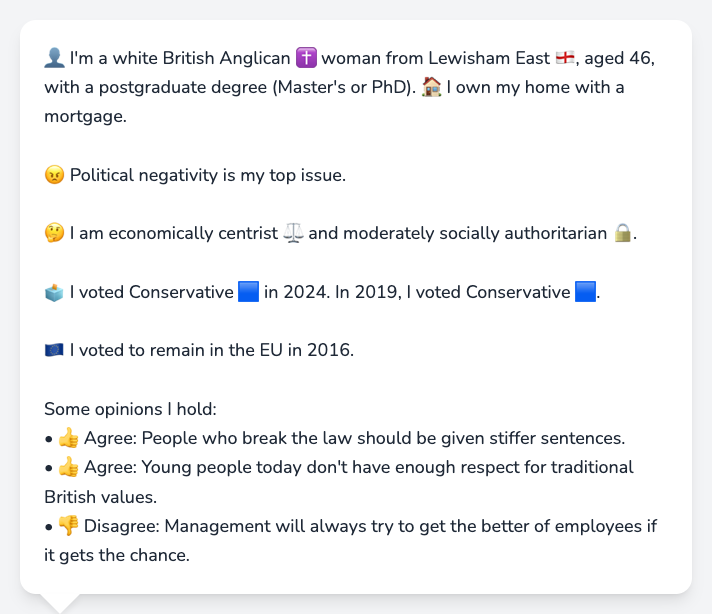 👤 I'm a white British Anglican ✝️ woman from Lewisham East 🏴󠁧󠁢󠁥󠁮󠁧󠁿, aged 46,
with a postgraduate degree (Master's or PhD). 🏠 I own my home with a
mortgage.
😠 Political negativity is my top issue.
🤔 I am economically centrist ⚖️ and moderately socially authoritarian 🔒.
🗳️ I voted Conservative 🟦 in 2024. In 2019, I voted Conservative 🟦.
🇪🇺 I voted to remain in the EU in 2016.
Some opinions I hold:
• 👍 Agree: People who break the law should be given stiffer sentences.
• 👍 Agree: Young people today don't have enough respect for traditional
British values.
• 👎 Disagree: Management will always try to get the better of employees if
it gets the chance.